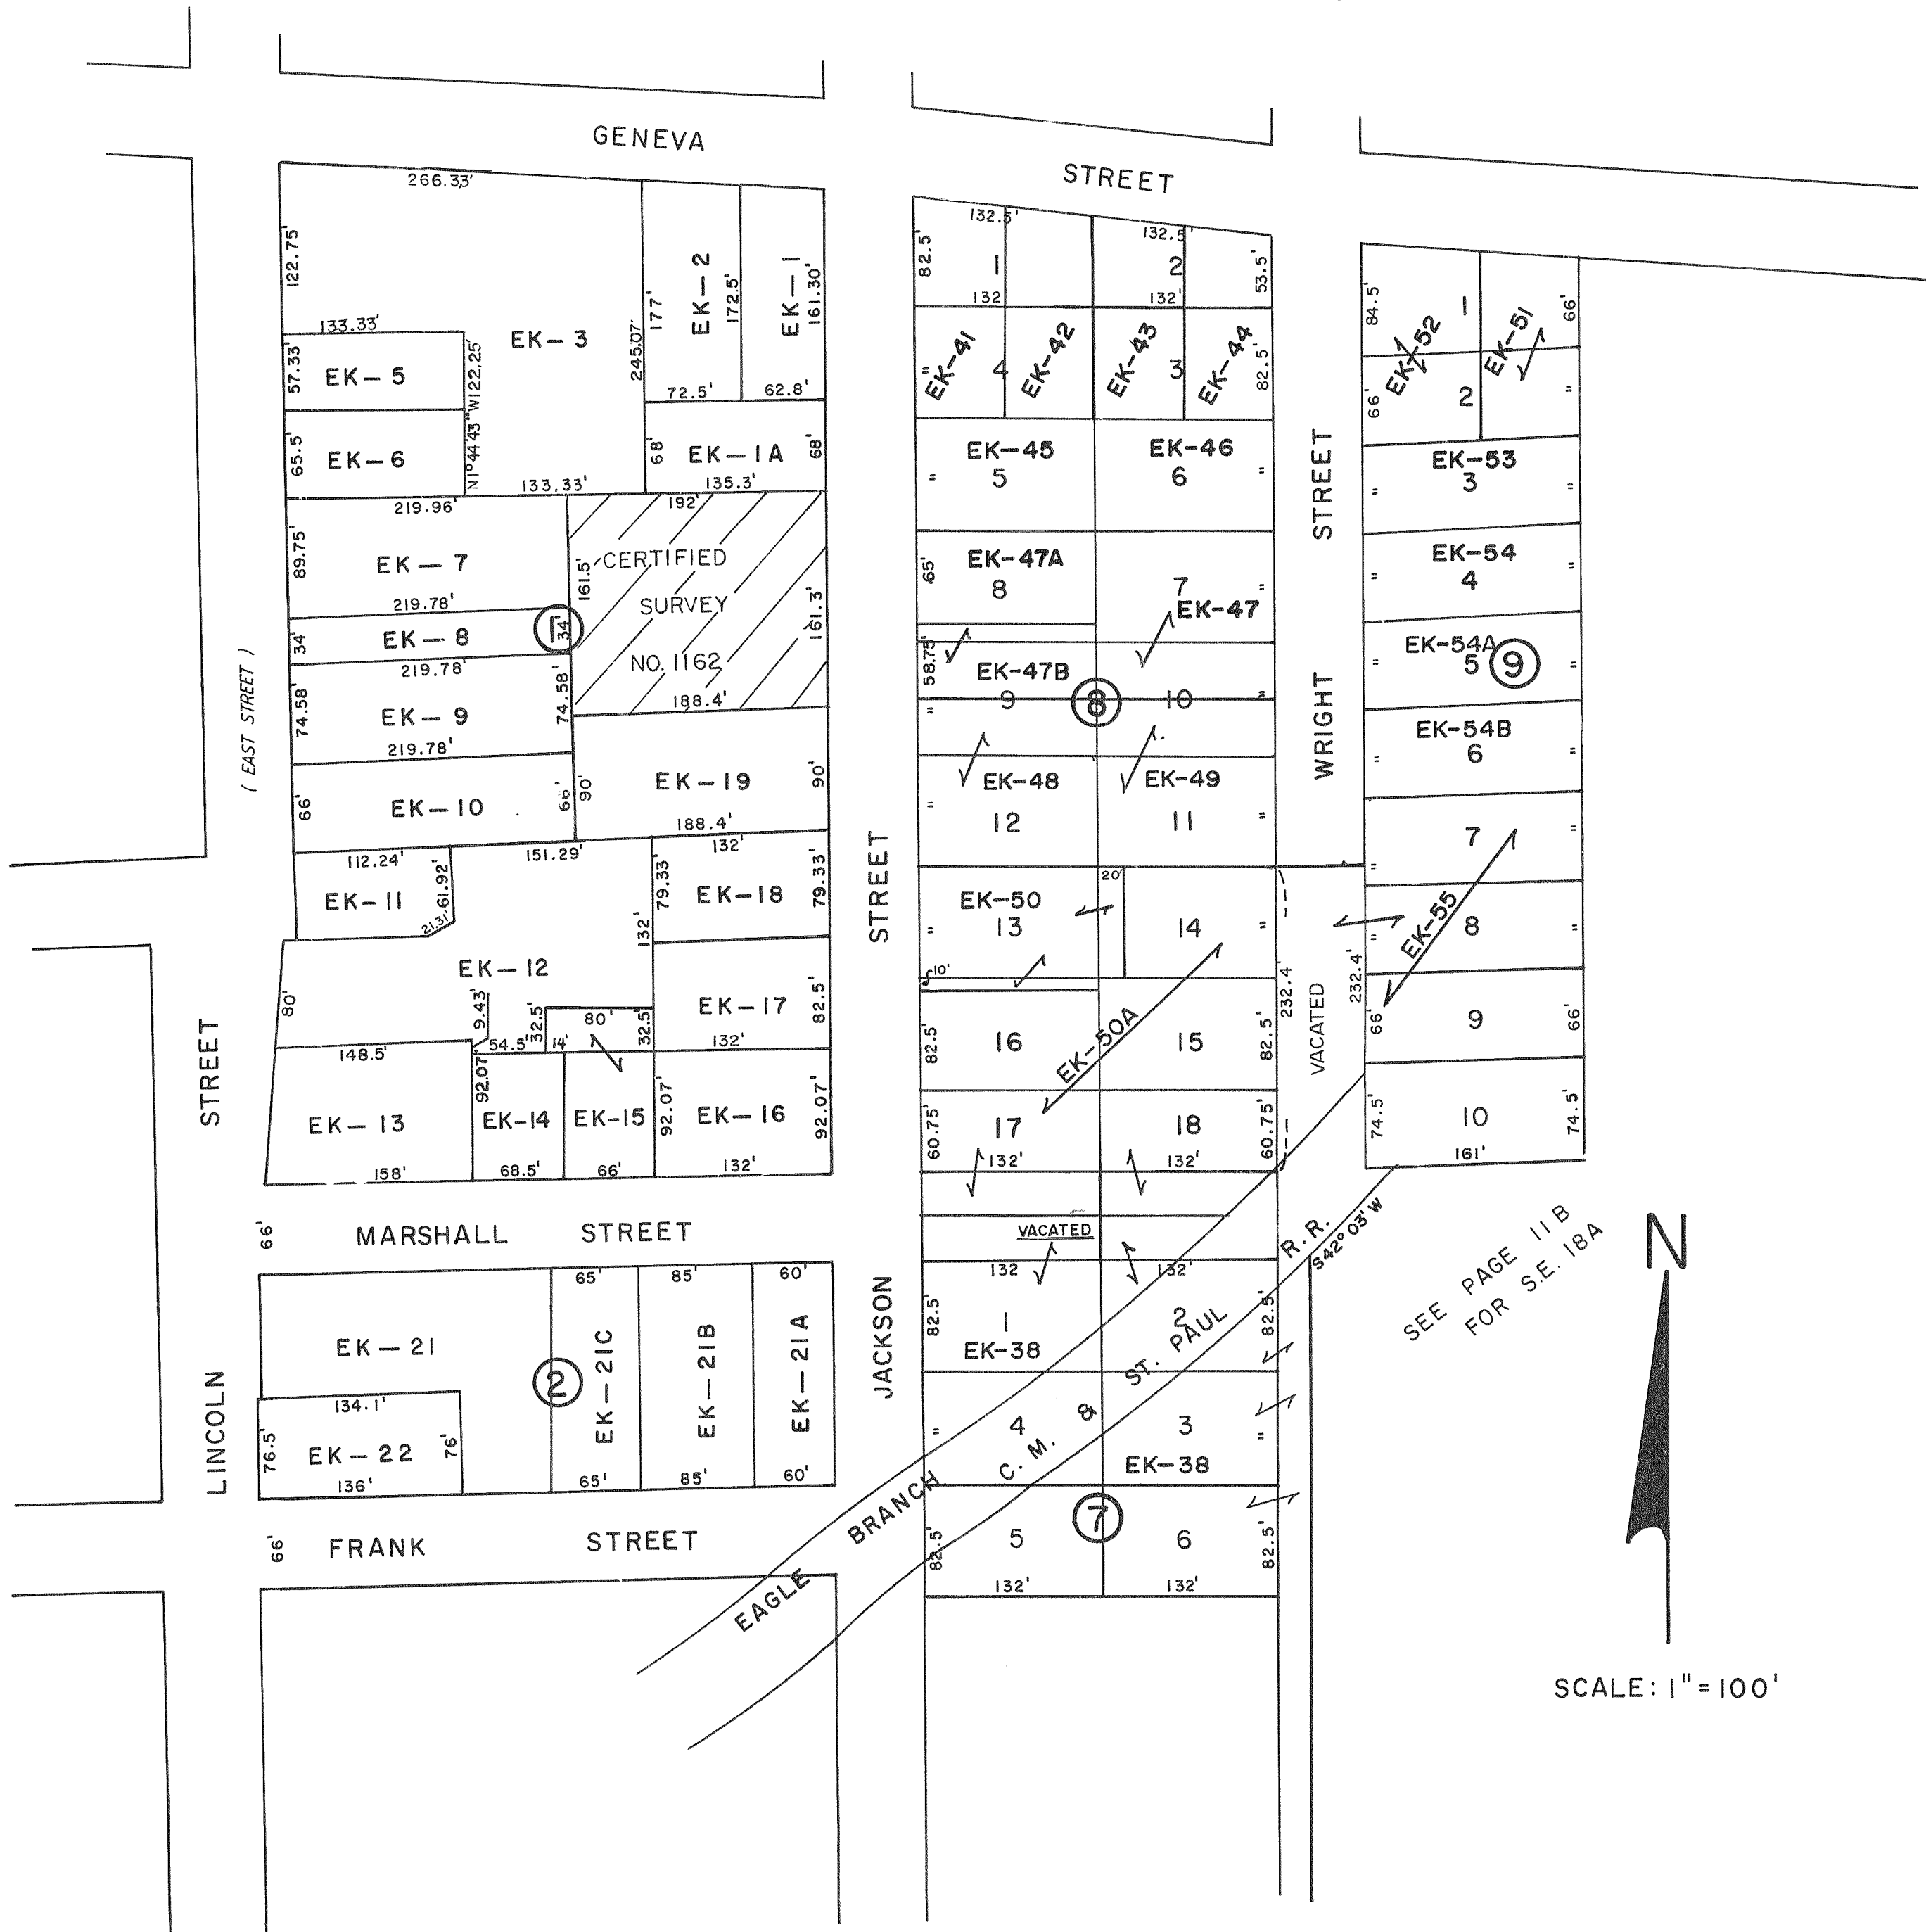 GENEVA
STREET
266.33'
122.75'
EK-2
177'
172.5'
EK-1
161.30'
133.33'
EK-3
245.07'
57.33'
EK-5
N1°44'43"W122.25'
72.5'
62.8'
65.5'
EK-6
68'
EK-1A
68'
133.33'
135.3'
219.96'
192'
89.75'
EK-7
161.5'
CERTIFIED
SURVEY
NO. 1162
161.3'
219.78'
34'
EK-8
1
34'
219.78'
188.4'
74.58'
EK-9
74.58'
219.78'
66'
EK-10
66'
90'
EK-19
90'
188.4'
(EAST STREET)
112.24'
151.29'
132'
EK-11
61.92'
21.3'
79.33'
EK-18
79.33'
132'
EK-12
80'
9.43'
32.5'
80'
32.5'
EK-17
82.5'
148.5'
54.5'
14'
132'
92.07'
EK-13
EK-14
EK-15
92.07'
EK-16
92.07'
158'
68.5'
66'
132'
66'
MARSHALL STREET
65'
85'
60'
EK-21
2
EK-21C
EK-21B
EK-21A
134.1'
76.5'
EK-22
76'
136'
65'
85'
60'
66'
FRANK STREET
LINCOLN
STREET
JACKSON
STREET
132.5'
132.5'
82.5'
1
2
53.5'
132
132'
=
EK-41
4
EK-42
EK-43
3
EK-44
82.5'
EK-45
=
5
EK-46
6
=
65'
EK-47A
8
7
=
EK-47
58.75'
EK-47B
9
=
8
10
=
EK-48
=
12
EK-49
11
=
20'
EK-50
=
13
14
=
10'
82.5'
16
EK-50A
15
82.5'
60.75'
17
18
60.75'
132'
132'
VACATED
132
132'
82.5'
1
2
82.5'
EK-38
=
4
3
=
EK-38
7
82.5'
5
6
82.5'
132'
132'
EAGLE BRANCH C. M. & ST. PAUL R. R.
S42°03'W
WRIGHT
STREET
232.4'
VACATED
232.4'
84.5'
1
66'
EK-52
EK-51
66'
2
=
EK-53
=
3
EK-54
=
4
EK-54A
=
5
9
=
EK-54B
=
6
=
7
=
=
EK-55
=
8
=
66'
9
66'
74.5'
10
74.5'
161'
SEE PAGE 11B
FOR S.E. 18A
N
SCALE: 1"=100'